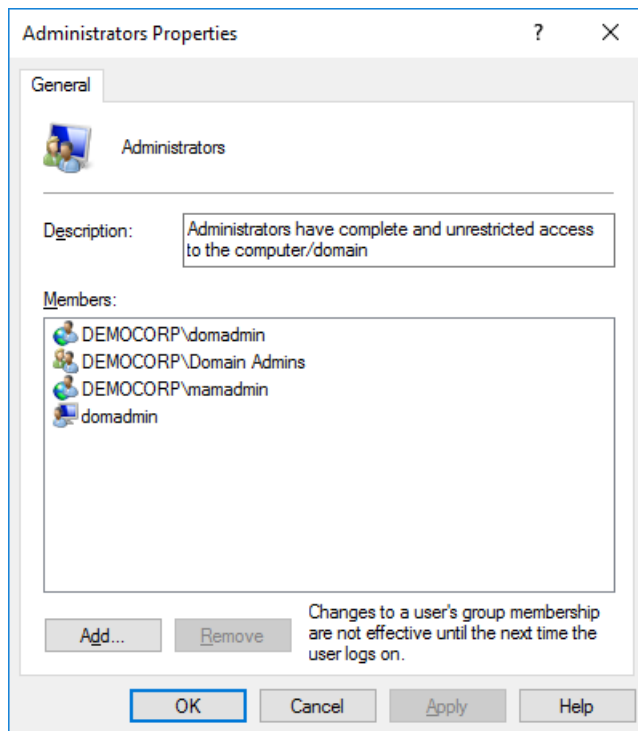 Administrators Properties
?
General
Administrators
Description:
Administrators have complete and unrestricted access
to the computer/domain
Members:
DEMOCORP\domadmin
DEMOCORP\Domain Admins
DEMOCORP\mamadmin
domadmin
Add...
Remove
Changes to a user's group membership
are not effective until the next time the
user logs on.
OK
Cancel
Apply
Help